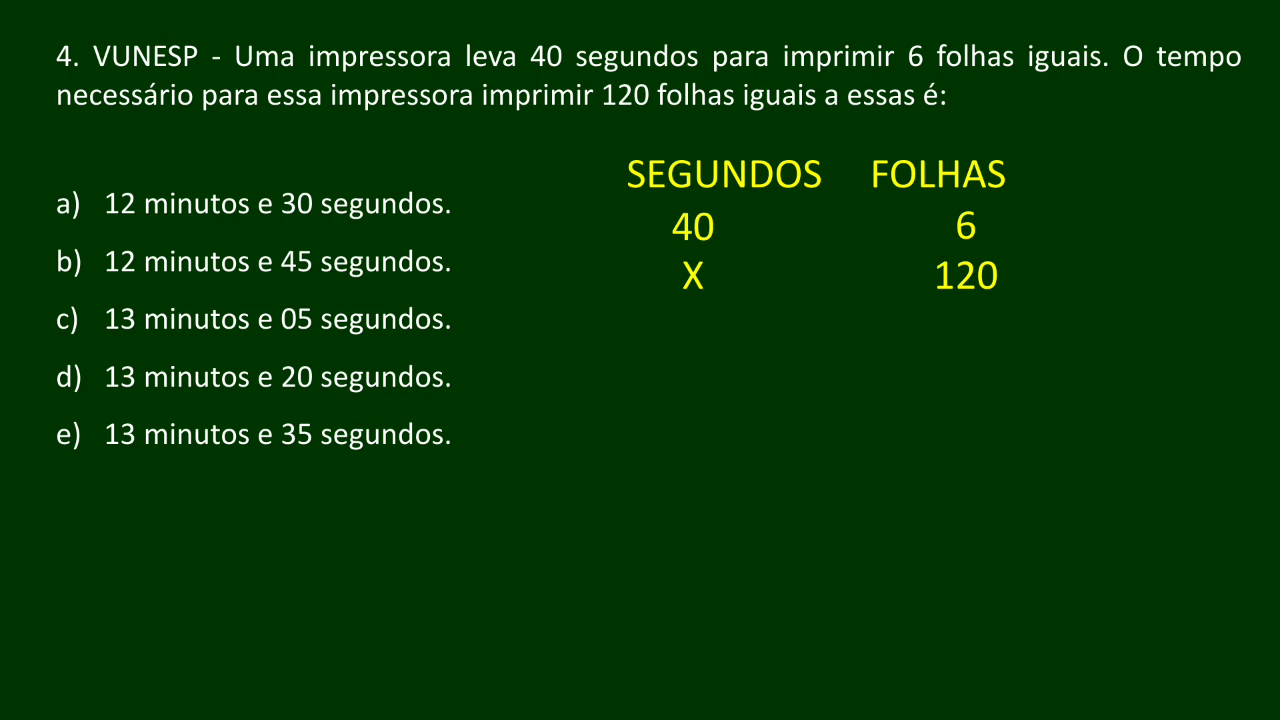 4. VUNESP - Uma impressora leva 40 segundos para imprimir 6 folhas iguais. O tempo
necessário para essa impressora imprimir 120 folhas iguais a essas é:
SEGUNDOS FOLHAS
40 6
X 120
a) 12 minutos e 30 segundos.
b) 12 minutos e 45 segundos.
c) 13 minutos e 05 segundos.
d) 13 minutos e 20 segundos.
e) 13 minutos e 35 segundos.